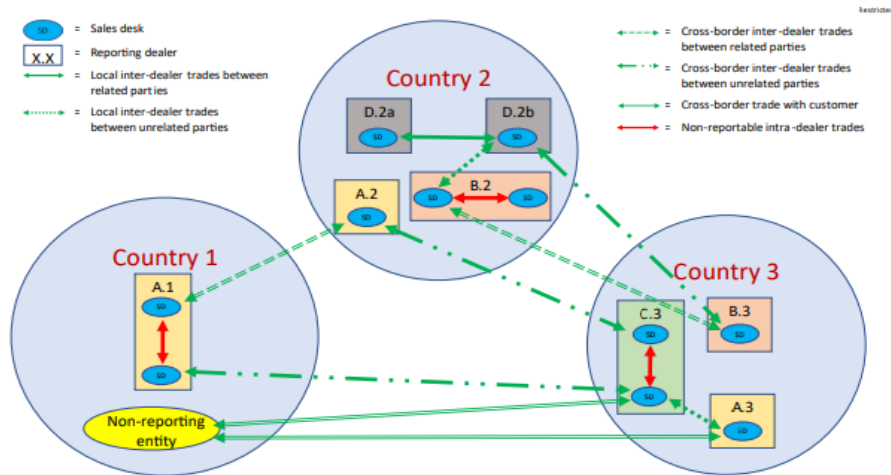 Restricted
SD = Sales desk
X.X = Reporting dealer
= Local inter-dealer trades between
related parties
= Local inter-dealer trades
between unrelated parties
= Cross-border inter-dealer trades
between related parties
= Cross-border inter-dealer trades
between unrelated parties
= Cross-border trade with customer
= Non-reportable intra-dealer trades
Country 2
D.2a
D.2b
SD
SD
A.2
B.2
SD
SD
SD
Country 1
A.1
SD
SD
Non-reporting
entity
Country 3
C.3
B.3
SD
SD
SD
A.3
SD